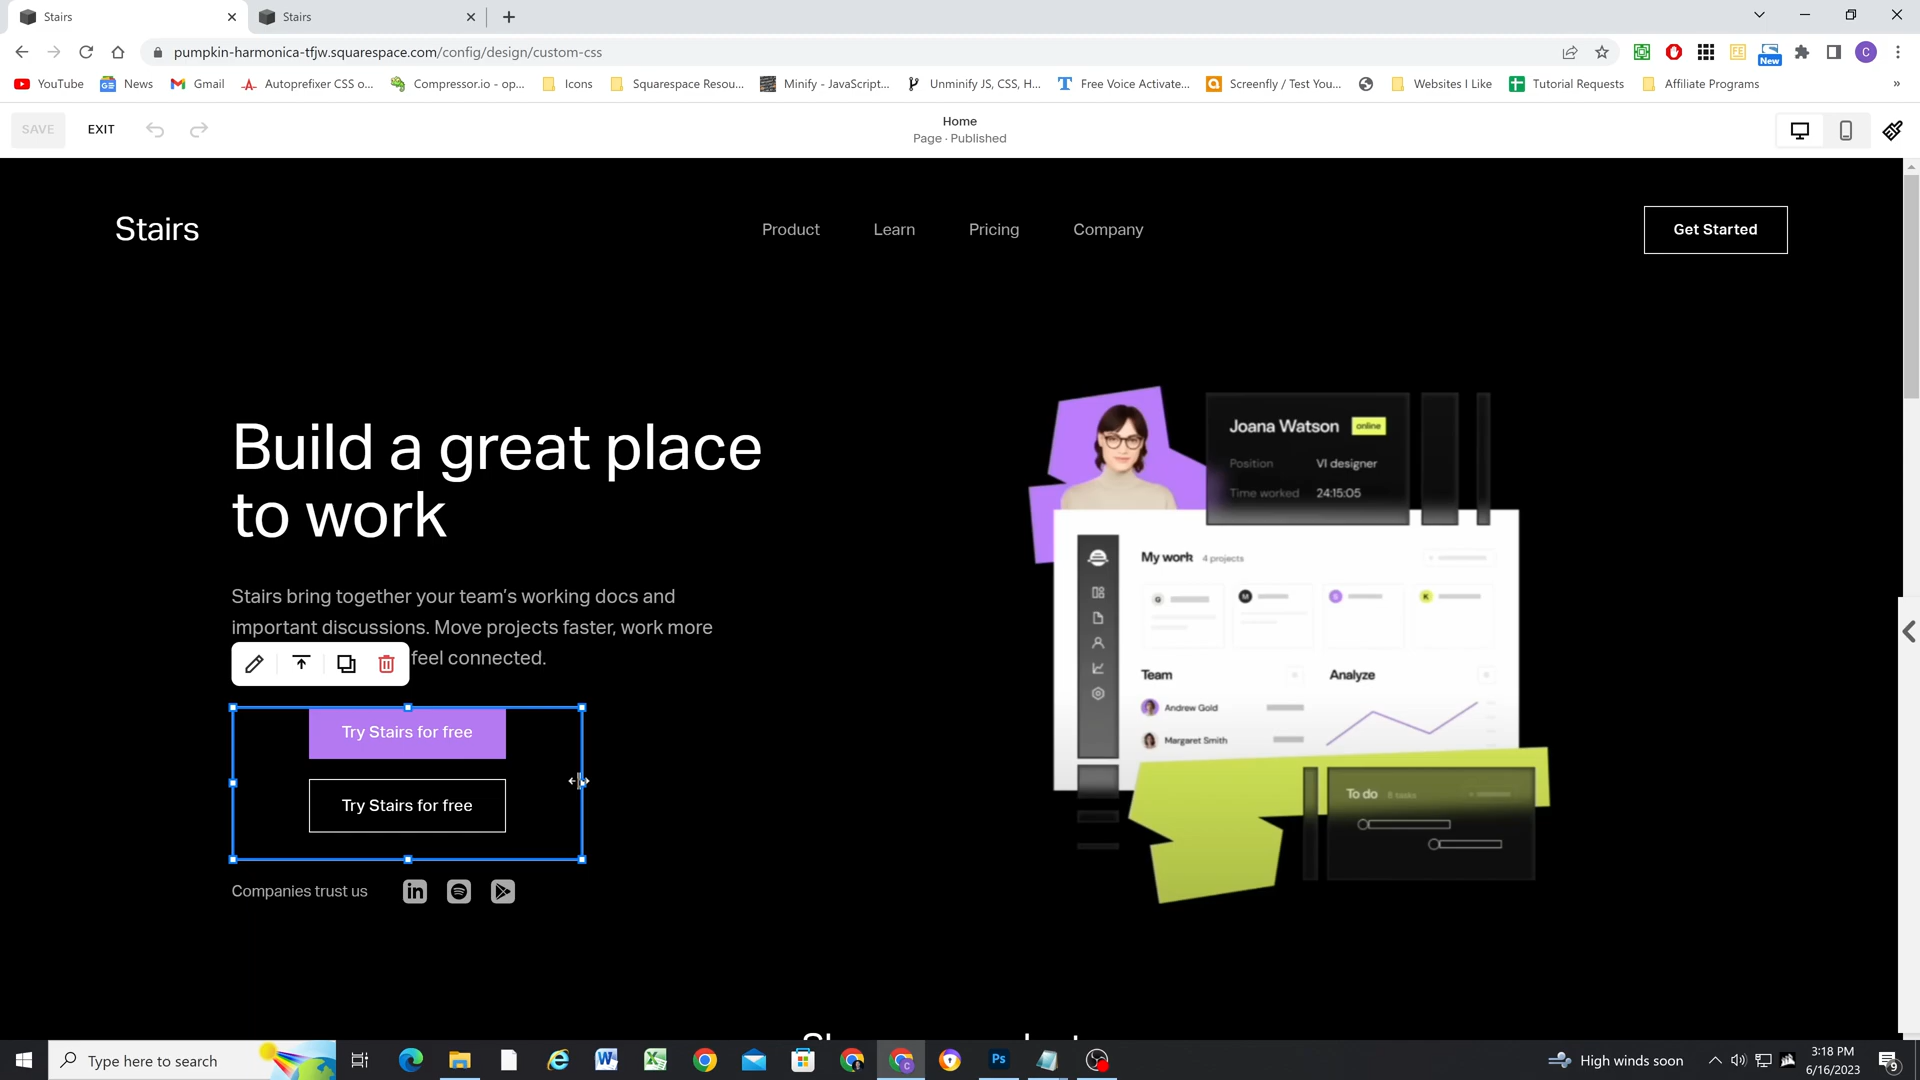 Stairs
Stairs
pumpkin-harmonica-tfjw.squarespace.com/config/design/custom-css
New
C
YouTube
News
Gmail
Autoprefixer CSS o...
Compressor.io - op...
Icons
Squarespace Resou...
Minify - JavaScript...
Unminify JS, CSS, H...
Free Voice Activate...
Screenfly / Test You...
Websites I Like
Tutorial Requests
Affiliate Programs
SAVE
EXIT
Home
Page · Published
Stairs
Product
Learn
Pricing
Company
Get Started
Build a great place
to work
Stairs bring together your team's working docs and
important discussions. Move projects faster, work more
feel connected.
Try Stairs for free
Try Stairs for free
Companies trust us
Joana Watson
online
Position
VI designer
Time worked
24:15:05
My work
4 projects
G
M
S
K
Team
Analyze
Andrew Gold
Margaret Smith
To do
8 tasks
Type here to search
High winds soon
3:18 PM
6/16/2023
9